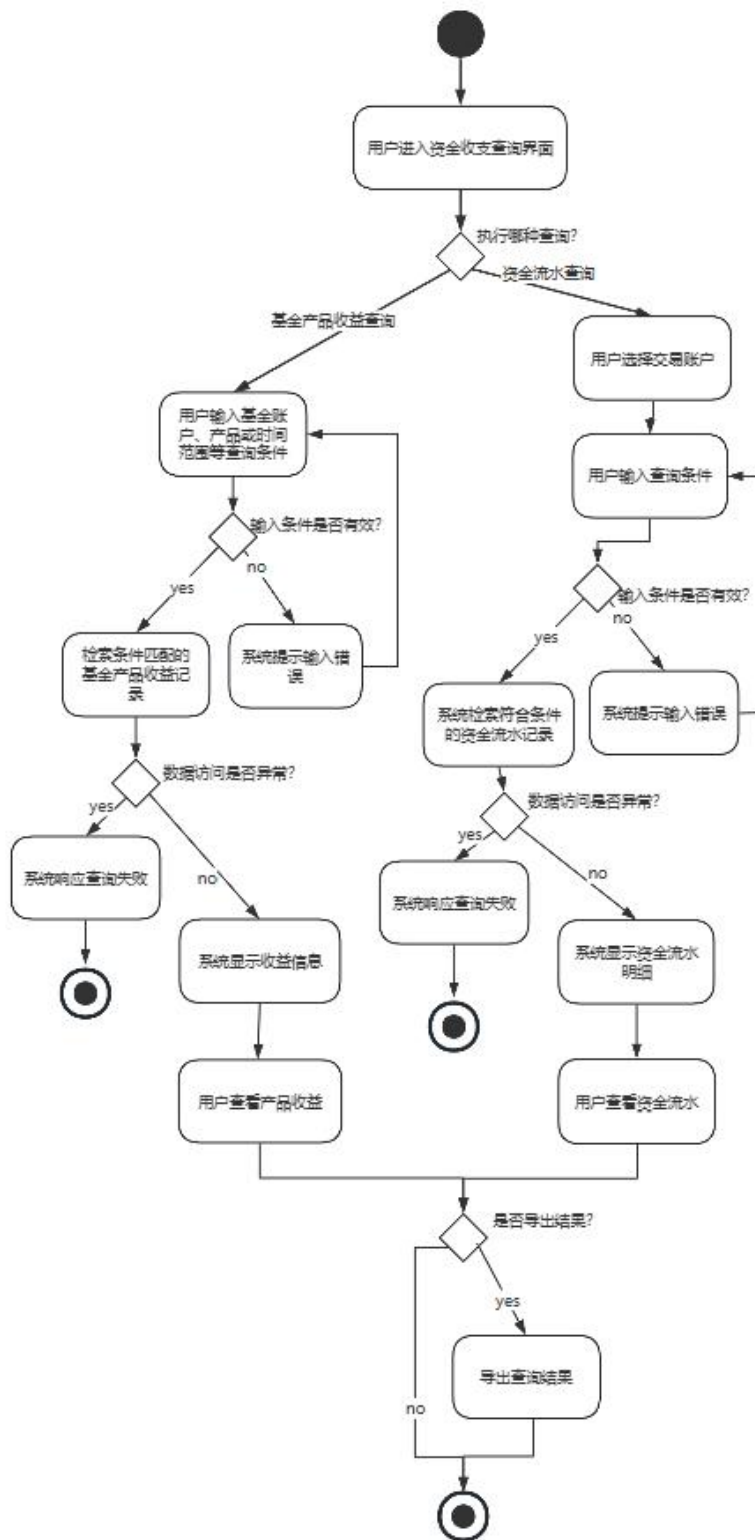 用户进入资金收支查询界面
执行哪种查询？
资金流水查询
基金产品收益查询
用户选择交易账户
用户输入基金账
户、产品或时间
范围等查询条件
用户输入查询条件
输入条件是否有效？
yes
no
输入条件是否有效？
yes
no
检索条件匹配的
基金产品收益记
录
系统提示输入错
误
系统检索符合条件
的资金流水记录
系统提示输入错误
数据访问是否异常？
yes
no
数据访问是否异常？
yes
no
系统响应查询失败
系统响应查询失败
系统显示收益信息
系统显示资金流水
明细
用户查看产品收益
用户查看资金流水
是否导出结果？
yes
导出查询结果
no